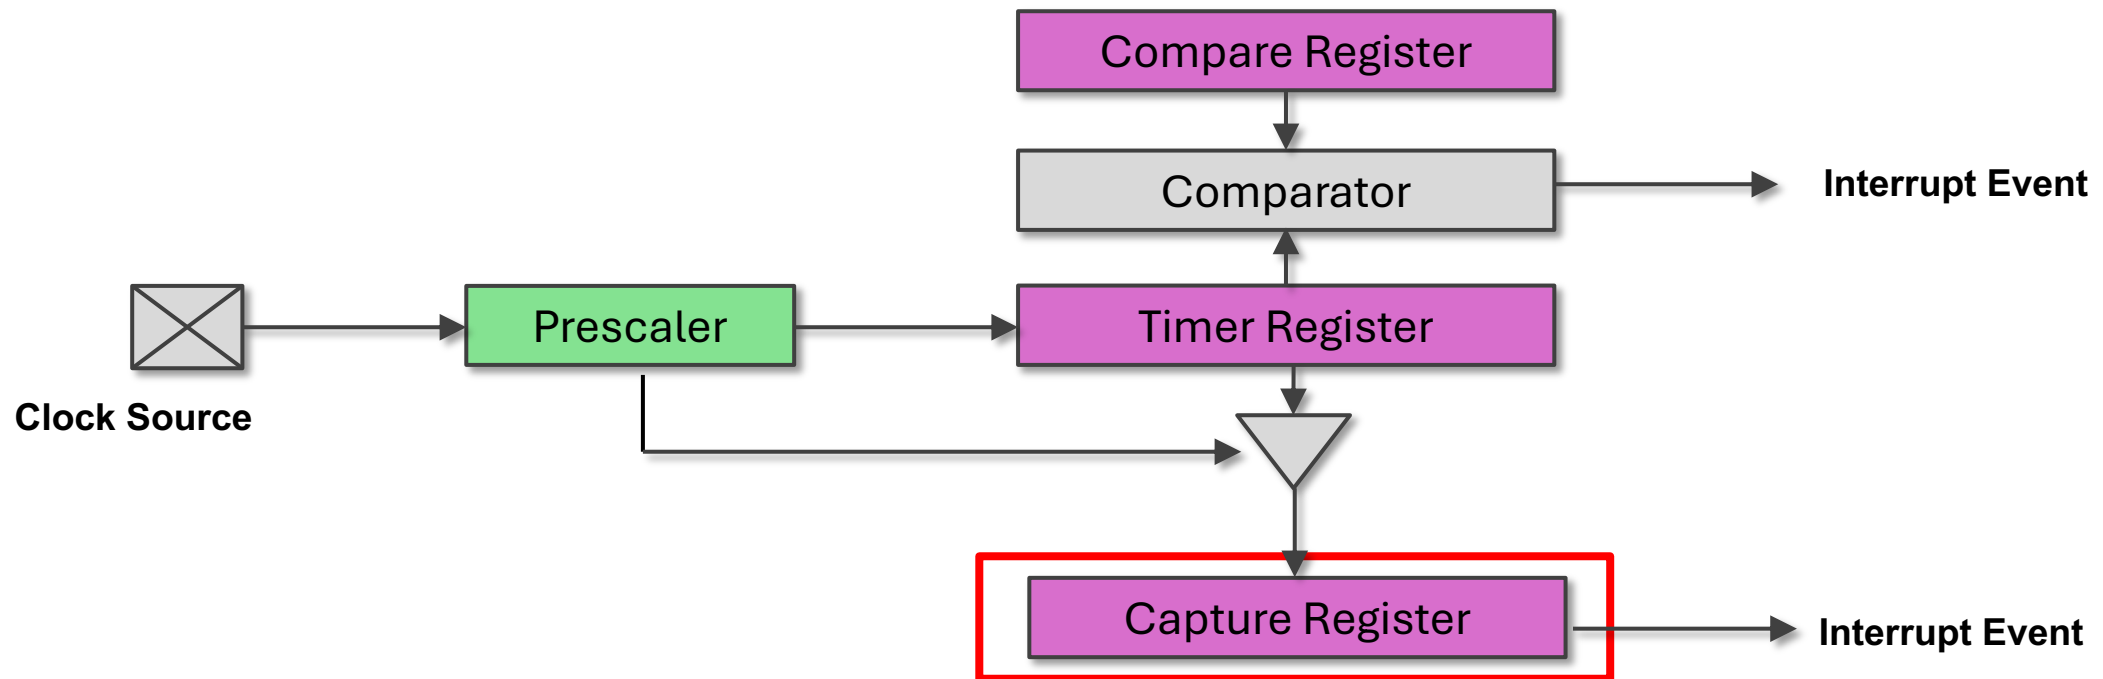 Compare Register
Comparator
Interrupt Event
Prescaler
Timer Register
Clock Source
Capture Register
Interrupt Event